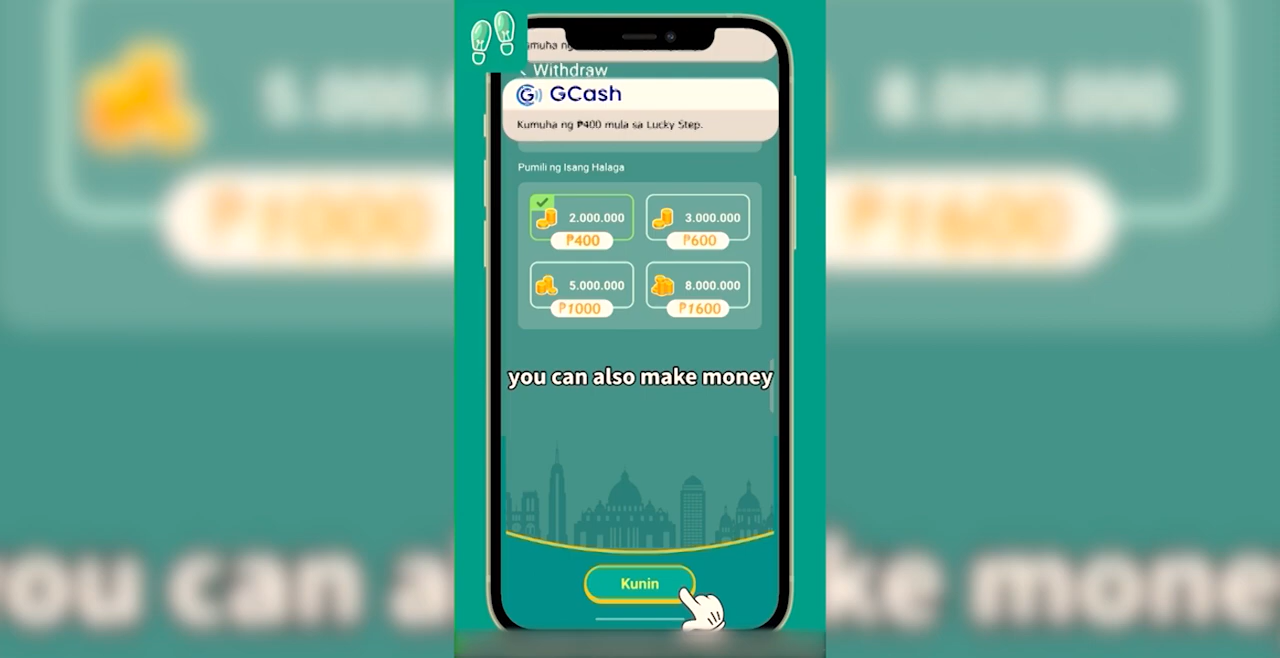 Withdraw
GCash
Kumuha ng ₱400 mula sa Lucky Step.
Pumili ng Isang Halaga
2.000.000
3.000.000
₱400
₱600
5.000.000
8.000.000
₱1000
₱1600
you can also make money
Kunin